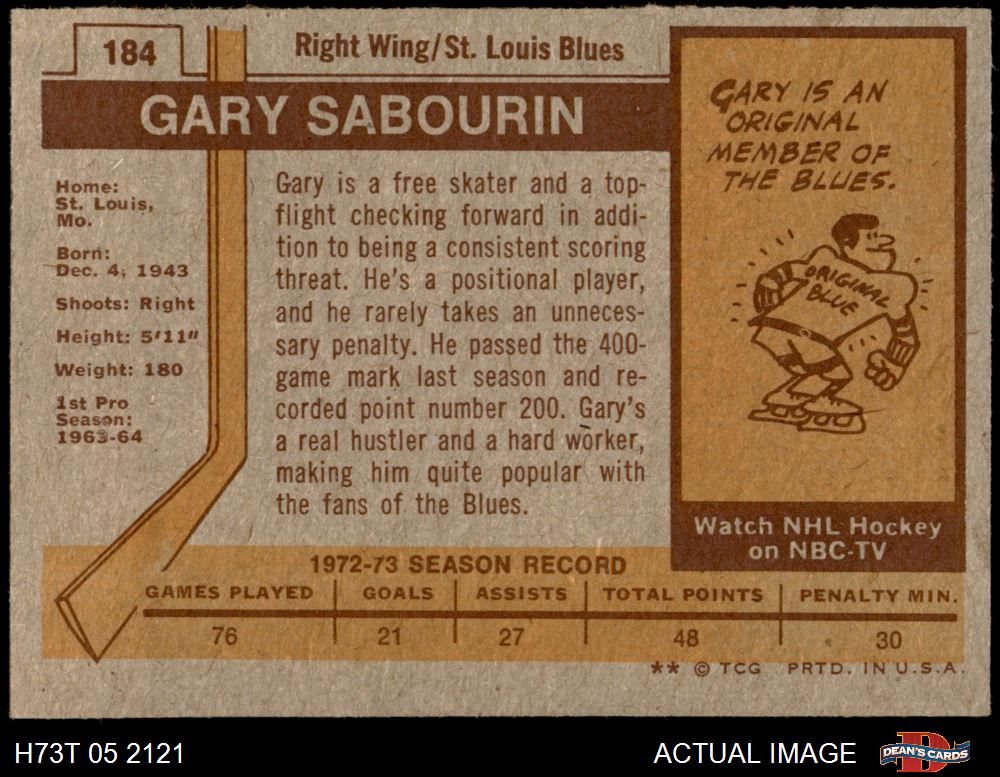 184
Right Wing/St. Louis Blues
GARY SABOURIN
Home:
St. Louis,
Mo.
Born:
Dec. 4, 1943
Shoots: Right
Height: 5'11"
Weight: 180
1st Pro
Season:
1963-64
Gary is a free skater and a top-
flight checking forward in addi-
tion to being a consistent scoring
threat. He's a positional player,
and he rarely takes an unneces-
sary penalty. He passed the 400-
game mark last season and re-
corded point number 200. Gary's
a real hustler and a hard worker,
making him quite popular with
the fans of the Blues.
GARY IS AN
ORIGINAL
MEMBER OF
THE BLUES.
ORIGINAL
BLUE
Watch NHL Hockey
on NBC-TV
1972-73 SEASON RECORD
GAMES PLAYED GOALS ASSISTS TOTAL POINTS PENALTY MIN.
76 21 27 48 30
** © TCG PRTD. IN U.S.A.
H73T 05 2121 ACTUAL IMAGE DEAN'S CARDS